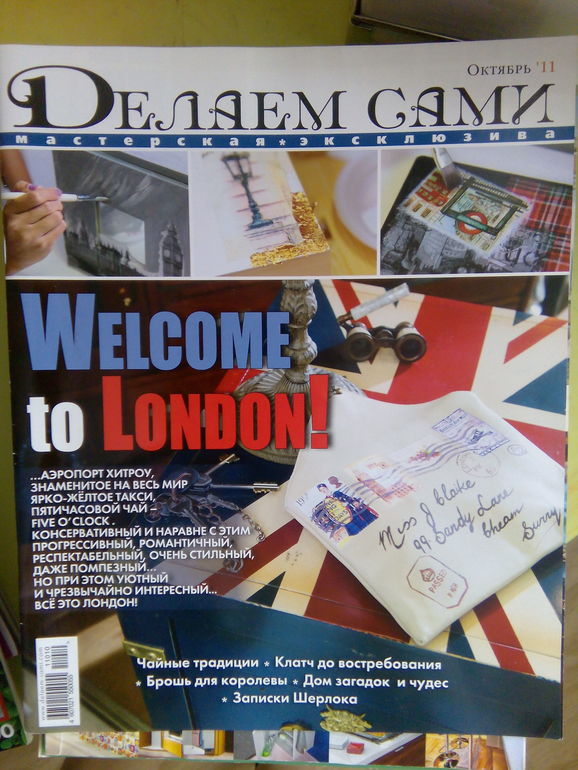 Октябрь '11
Делаем сами
мастерская*эксклюзива
Welcome
to London!
...АЭРОПОРТ ХИТРОУ,
ЗНАМЕНИТОЕ НА ВЕСЬ МИР
ЯРКО-ЖЁЛТОЕ ТАКСИ,
ПЯТИЧАСОВОЙ ЧАЙ –
FIVE O'CLOCK .
КОНСЕРВАТИВНЫЙ И НАРАВНЕ С ЭТИМ
ПРОГРЕССИВНЫЙ, РОМАНТИЧНЫЙ,
РЕСПЕКТАБЕЛЬНЫЙ, ОЧЕНЬ СТИЛЬНЫЙ,
ДАЖЕ ПОМПЕЗНЫЙ...
НО ПРИ ЭТОМ УЮТНЫЙ
И ЧРЕЗВЫЧАЙНО ИНТЕРЕСНЫЙ...
ВСЁ ЭТО ЛОНДОН!
Miss J Blake
99 Sandy Lane
Cheam
Surry
PASSED
Чайные традиции * Клатч до востребования
* Брошь для королевы * Дом загадок и чудес
* Записки Шерлока
11010